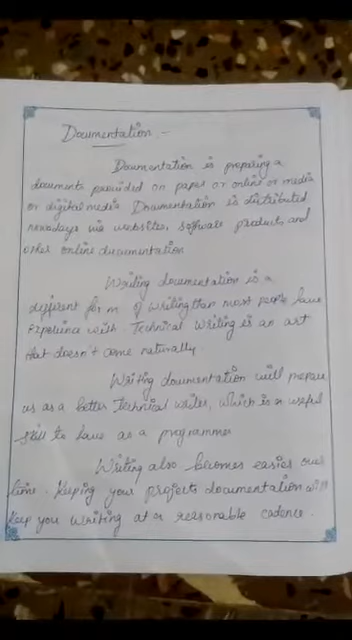 Documentation :-
Documentation is preparing a
documents provided on paper or online or media
or digital media Documentation is distributed
nowadays via websites, software products and
other online documentation
Writing documentation is a
different form of writing than most people have
experience with Technical Writing is an art
that doesn't come naturally.
Writing documentation will prepare
us as a better technical writer, which is a useful
skill to have as a programmer
Writing also becomes easier over
time. Keeping your projects documentation will
keep you writing at a reasonable cadence.